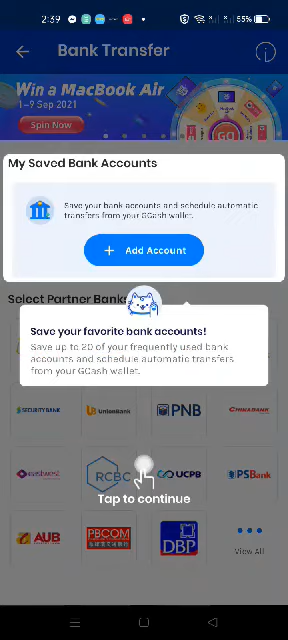 2:39
55%
Bank Transfer
Win a MacBook Air
1-9 Sep 2021
Spin Now
GO
My Saved Bank Accounts
Save your bank accounts and schedule automatic
transfers from your GCash wallet.
+ Add Account
Select Partner Banks
Save your favorite bank accounts!
Save up to 20 of your frequently used bank
accounts and schedule automatic transfers
from your GCash wallet.
SECURITY BANK
UnionBank
PNB
CHINABANK
eastwest
RCBC
UCPB
PSBank
Tap to continue
AUB
PBCOM
DBP
View All